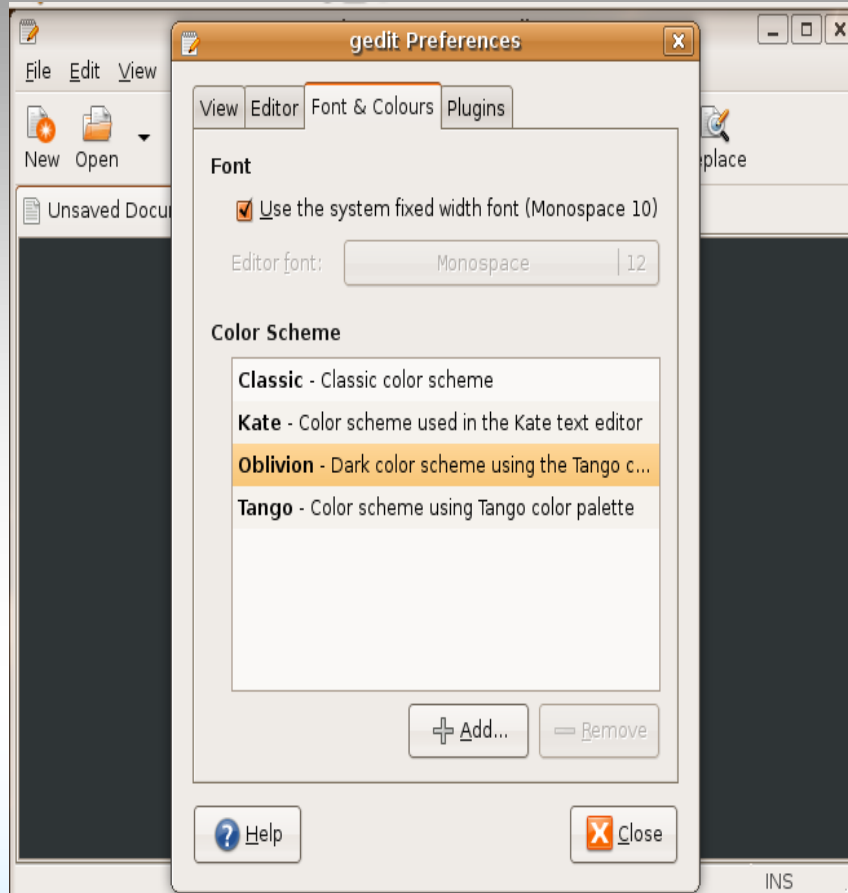 gedit Preferences
File Edit View
View Editor Font & Colours Plugins
New Open
Font
Unsaved
Use the system fixed width font (Monospace 10)
Editor font: Monospace 12
Color Scheme
Classic - Classic color scheme
Kate - Color scheme used in the Kate text editor
Oblivion - Dark color scheme using the Tango c...
Tango - Color scheme using Tango color palette
Add... Remove
Help Close
INS